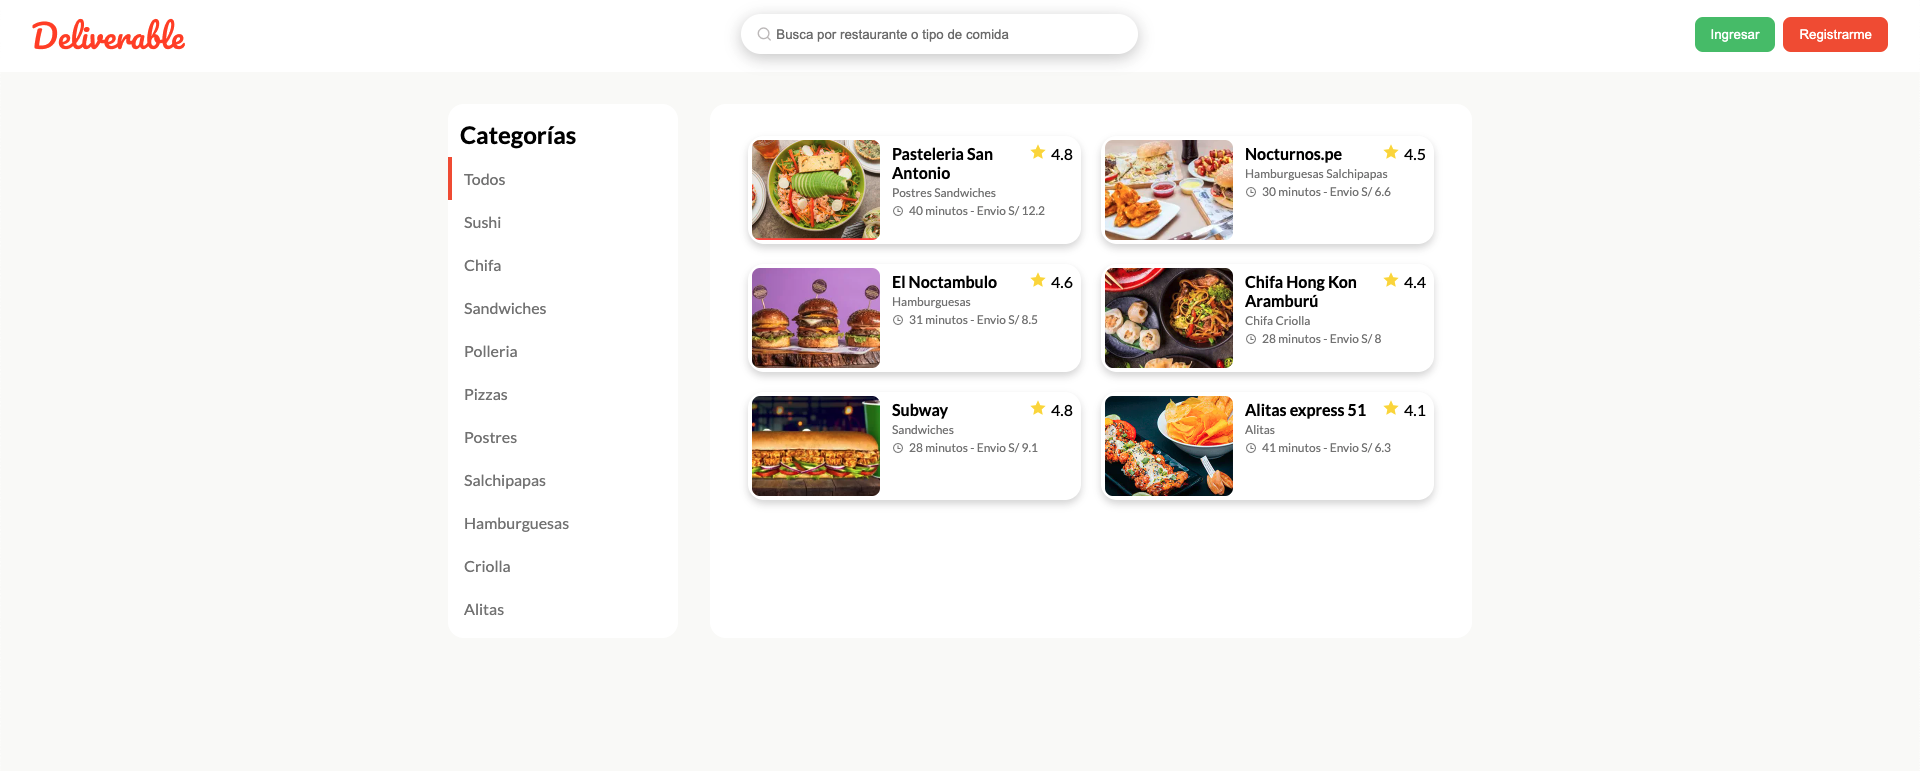 Deliverable
Busca por restaurante o tipo de comida
Ingresar
Registrarme
Categorías
Todos
Sushi
Chifa
Sandwiches
Polleria
Pizzas
Postres
Salchipapas
Hamburguesas
Criolla
Alitas
Pasteleria San
Antonio
4.8
Postres Sandwiches
40 minutos - Envio S/ 12.2
Nocturnos.pe
4.5
Hamburguesas Salchipapas
30 minutos - Envio S/ 6.6
El Noctambulo
4.6
Hamburguesas
31 minutos - Envio S/ 8.5
Chifa Hong Kon
Aramburú
4.4
Chifa Criolla
28 minutos - Envio S/ 8
Subway
4.8
Sandwiches
28 minutos - Envio S/ 9.1
Alitas express 51
4.1
Alitas
41 minutos - Envio S/ 6.3